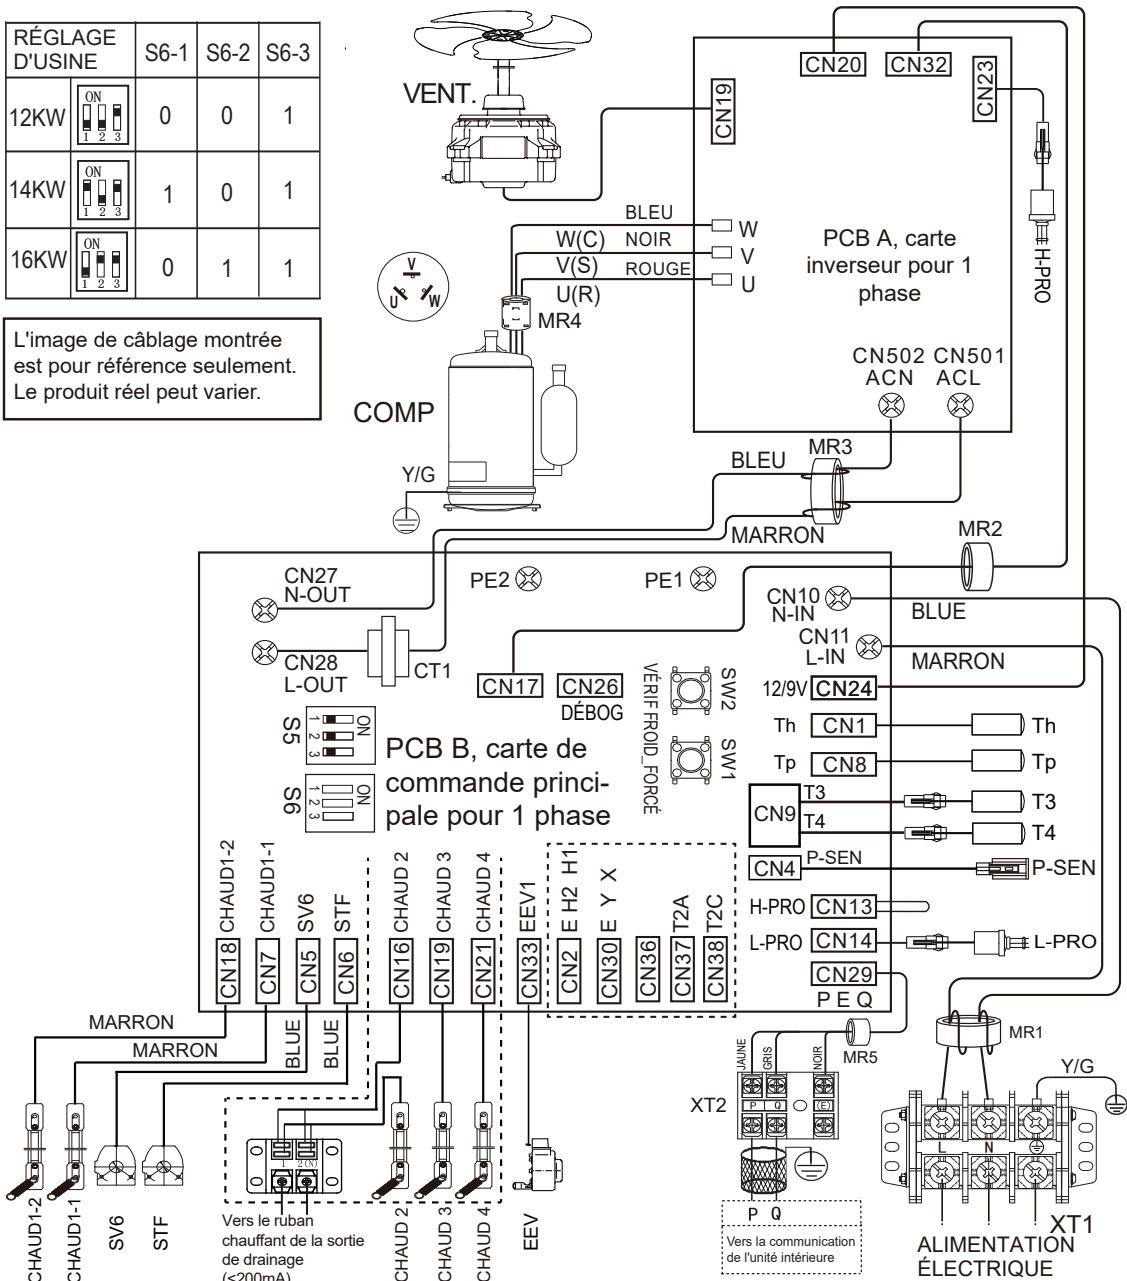 RÉGLAGE D'USINE S6-1 S6-2 S6-3
12KW ON 1 2 3 0 0 1
14KW ON 1 2 3 1 0 1
16KW ON 1 2 3 0 1 1
L'image de câblage montrée
est pour référence seulement.
Le produit réel peut varier.
VENT.
CN19
CN20
CN32
CN23
H-PRO
BLEU
W
W(C)
NOIR
V
V(S)
ROUGE
U
U(R)
MR4
V
U
W
COMP
Y/G
PCB A, carte
inverseur pour 1
phase
CN502 CN501
ACN ACL
MR3
BLEU
MARRON
MR2
CN27
N-OUT
PE2
PE1
CN10
N-IN
BLUE
CN11
L-IN
MARRON
CN28
L-OUT
CT1
CN17
CN26
DÉBOG
VÉRIF FROID_FORCÉ
SW2
SW1
12/9V CN24
Th CN1 Th
Tp CN8 Tp
CN9
T3 T3
T4 T4
CN4 P-SEN P-SEN
H-PRO CN13
L-PRO CN14 L-PRO
CN29
P E Q
S5
ON
1 2 3
S6
ON
1 2 3
PCB B, carte de
commande princi-
pale pour 1 phase
CN18 CHAUD1-2
CN7 CHAUD1-1
CN5 SV6
CN6 STF
CN16 CHAUD 2
CN19 CHAUD 3
CN21 CHAUD 4
CN33 EEV1
CN2 E H2 H1
CN30 E Y X
CN36
CN37 T2A
CN38 T2C
MARRON
MARRON
BLUE
BLUE
JAUNE
GRIS
NOIR
MR5
MR1
Y/G
XT2
P Q (E)
L N
XT1
1 2(N)
P Q
Vers la communication
de l'unité intérieure
ALIMENTATION
ÉLECTRIQUE
CHAUD1-2
CHAUD1-1
SV6
STF
Vers le ruban
chauffant de la sortie
de drainage
(<200mA)
CHAUD 2
CHAUD 3
CHAUD 4
EEV